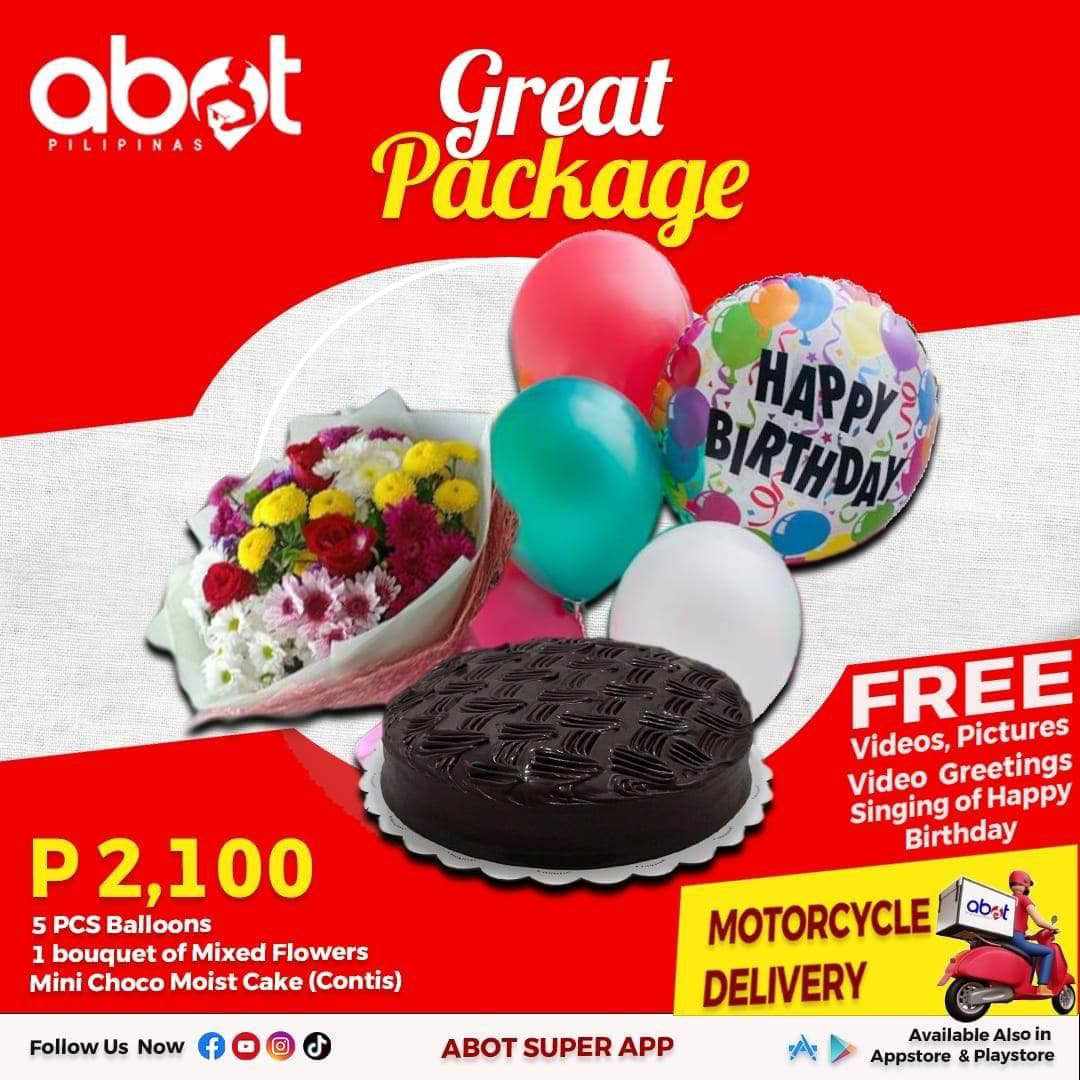 abot
PILIPINAS
Great
Package
HAPPY
BIRTHDAY
FREE
Videos, Pictures
Video Greetings
Singing of Happy
Birthday
P 2,100
5 PCS Balloons
1 bouquet of Mixed Flowers
Mini Choco Moist Cake (Contis)
MOTORCYCLE
DELIVERY
abot
Follow Us Now
ABOT SUPER APP
Available Also in
Appstore & Playstore